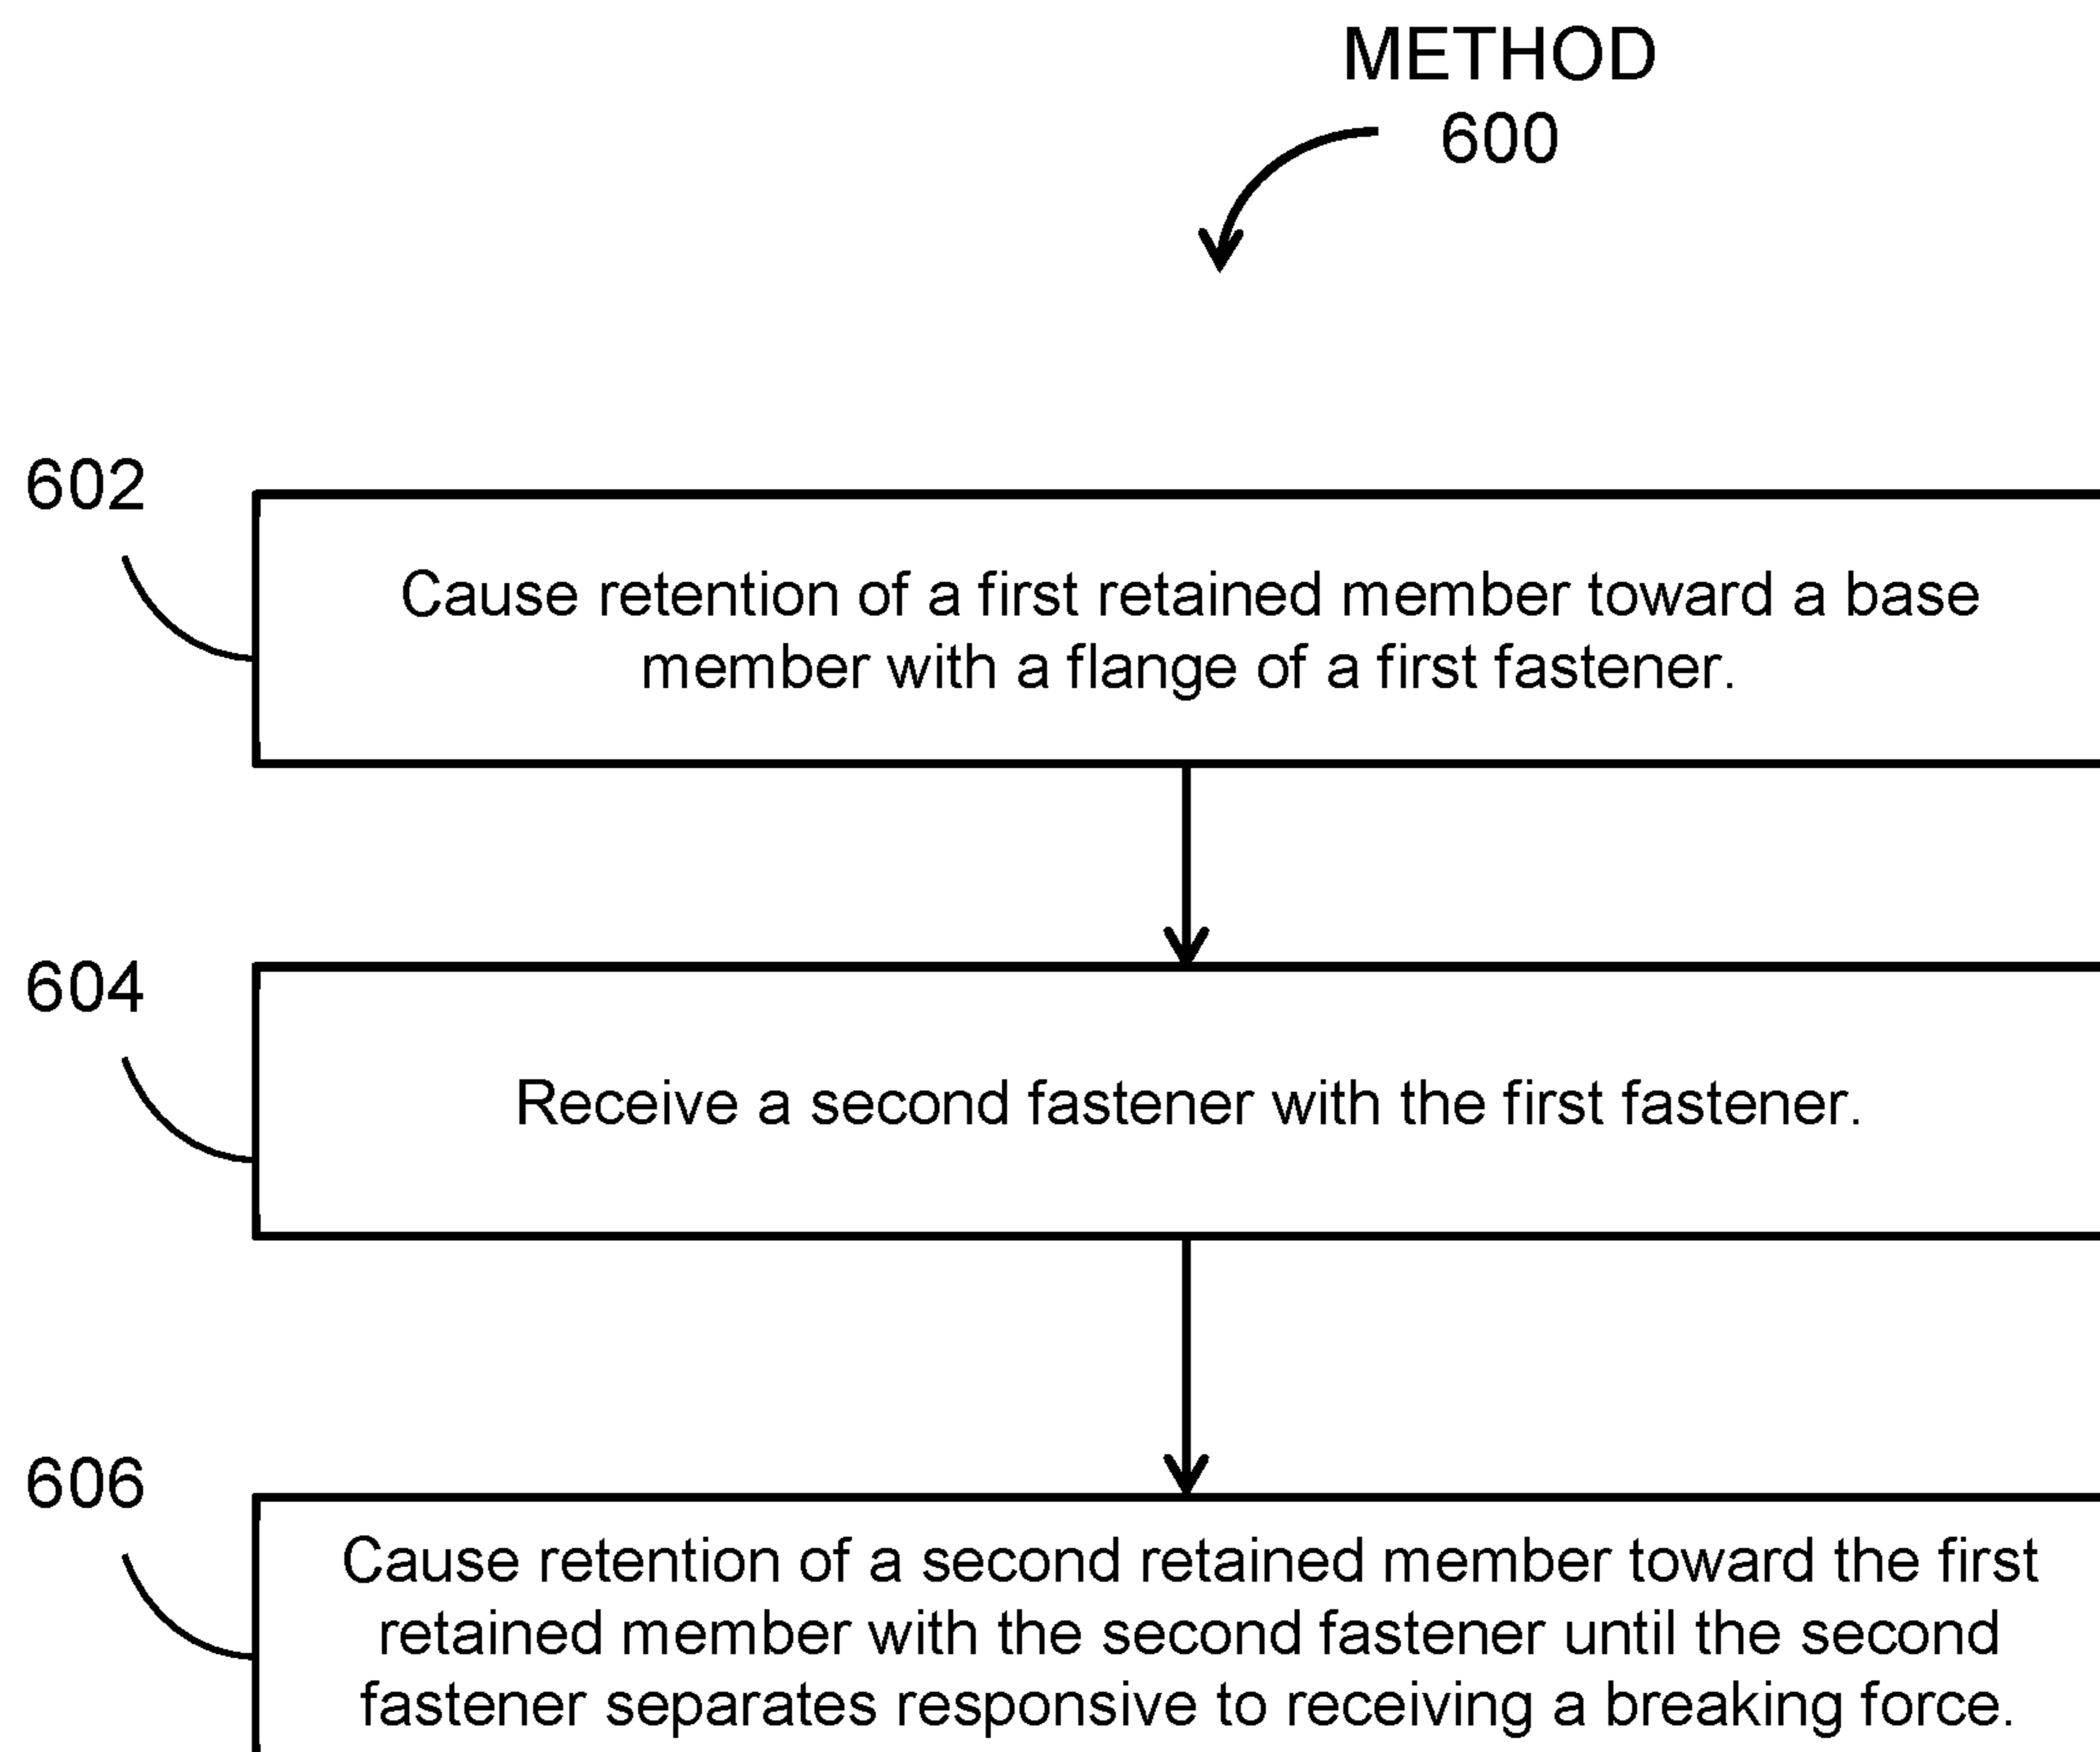 METHOD
600
602
Cause retention of a first retained member toward a base
member with a flange of a first fastener.
604
Receive a second fastener with the first fastener.
606
Cause retention of a second retained member toward the first
retained member with the second fastener until the second
fastener separates responsive to receiving a breaking force.